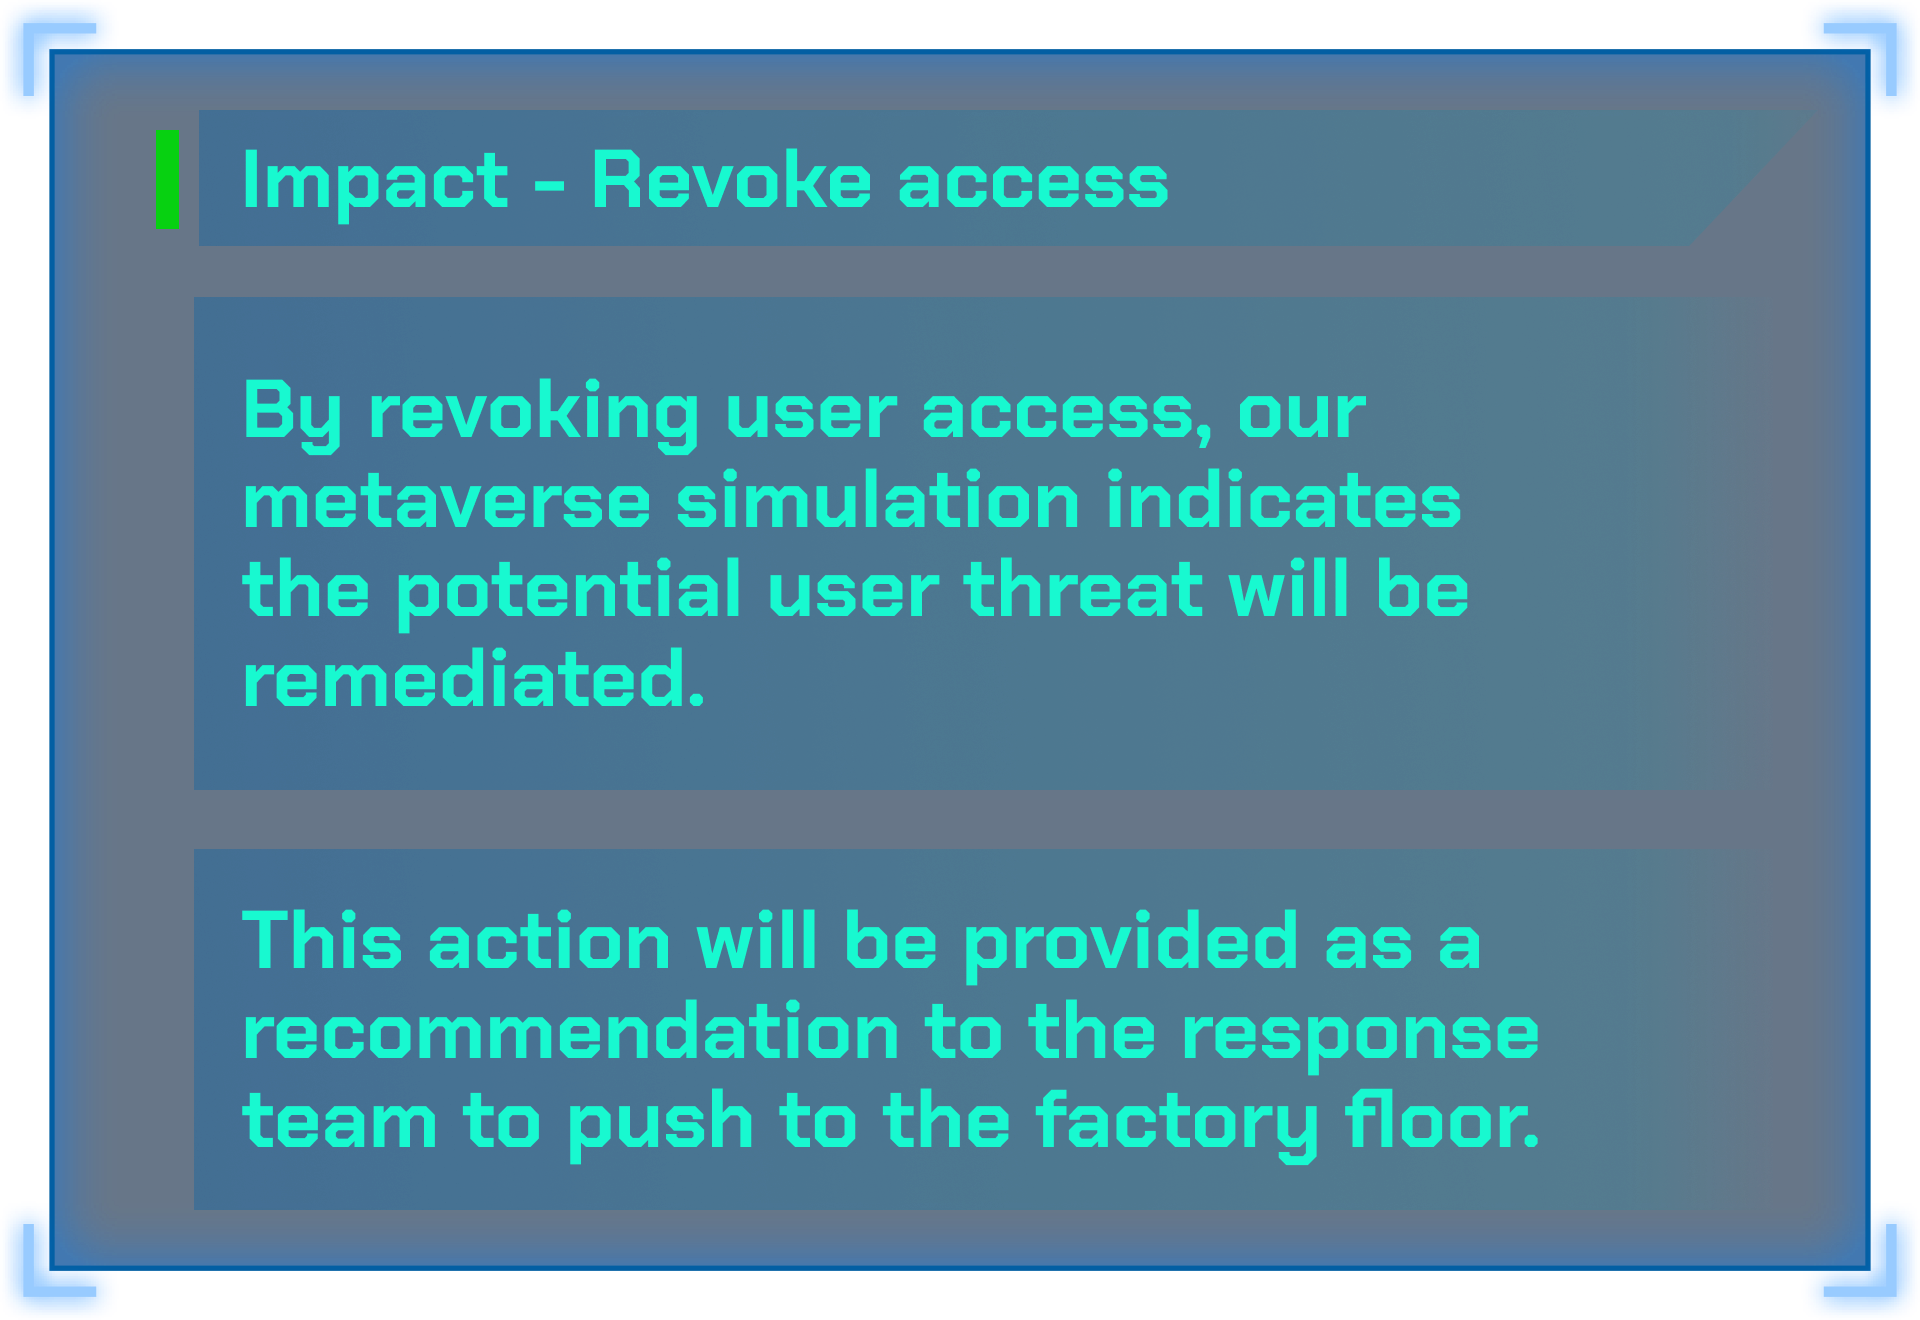 Impact - Revoke access
By revoking user access, our
metaverse simulation indicates
the potential user threat will be
remediated.
This action will be provided as a
recommendation to the response
team to push to the factory floor.